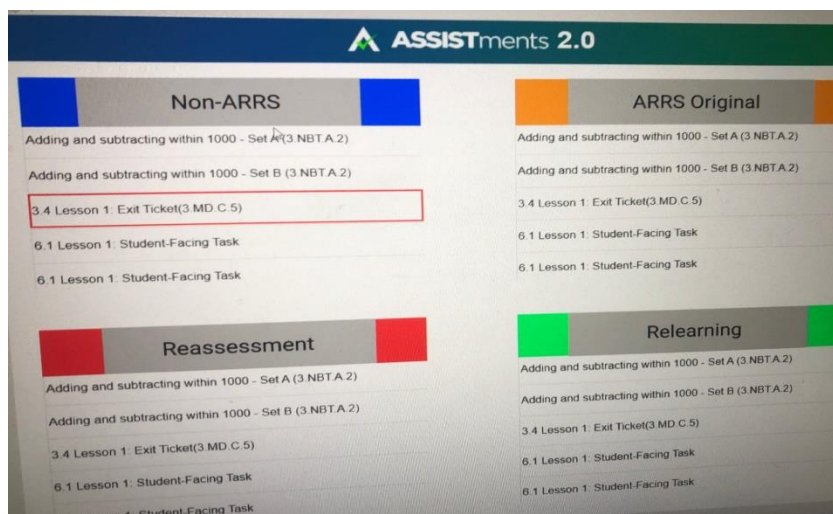 ASSISTments 2.0
Non-ARRS
Adding and subtracting within 1000 - Set A (3.NBT.A.2)
Adding and subtracting within 1000 - Set B (3.NBT.A.2)
3.4 Lesson 1: Exit Ticket(3.MD.C.5)
6.1 Lesson 1: Student-Facing Task
6.1 Lesson 1: Student-Facing Task
ARRS Original
Adding and subtracting within 1000 - Set A (3.NBT.A.2)
Adding and subtracting within 1000 - Set B (3.NBT.A.2)
3.4 Lesson 1: Exit Ticket(3.MD.C.5)
6.1 Lesson 1: Student-Facing Task
6.1 Lesson 1: Student-Facing Task
Reassessment
Adding and subtracting within 1000 - Set A (3.NBT.A.2)
Adding and subtracting within 1000 - Set B (3.NBT.A.2)
3.4 Lesson 1: Exit Ticket(3.MD.C.5)
6.1 Lesson 1: Student-Facing Task
1: Student-Facing Task
Relearning
Adding and subtracting within 1000 - Set A (3.NBT.A.2)
Adding and subtracting within 1000 - Set B (3.NBT.A.2)
3.4 Lesson 1: Exit Ticket(3.MD.C.5)
6.1 Lesson 1: Student-Facing Task
6.1 Lesson 1: Student-Facing Task